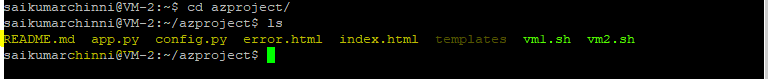 saikumarchinni@VM-2:~$ cd azproject/
saikumarchinni@VM-2:~/azproject$ ls
README.md app.py config.py error.html index.html templates vm1.sh vm2.sh
saikumarchinni@VM-2:~/azproject$